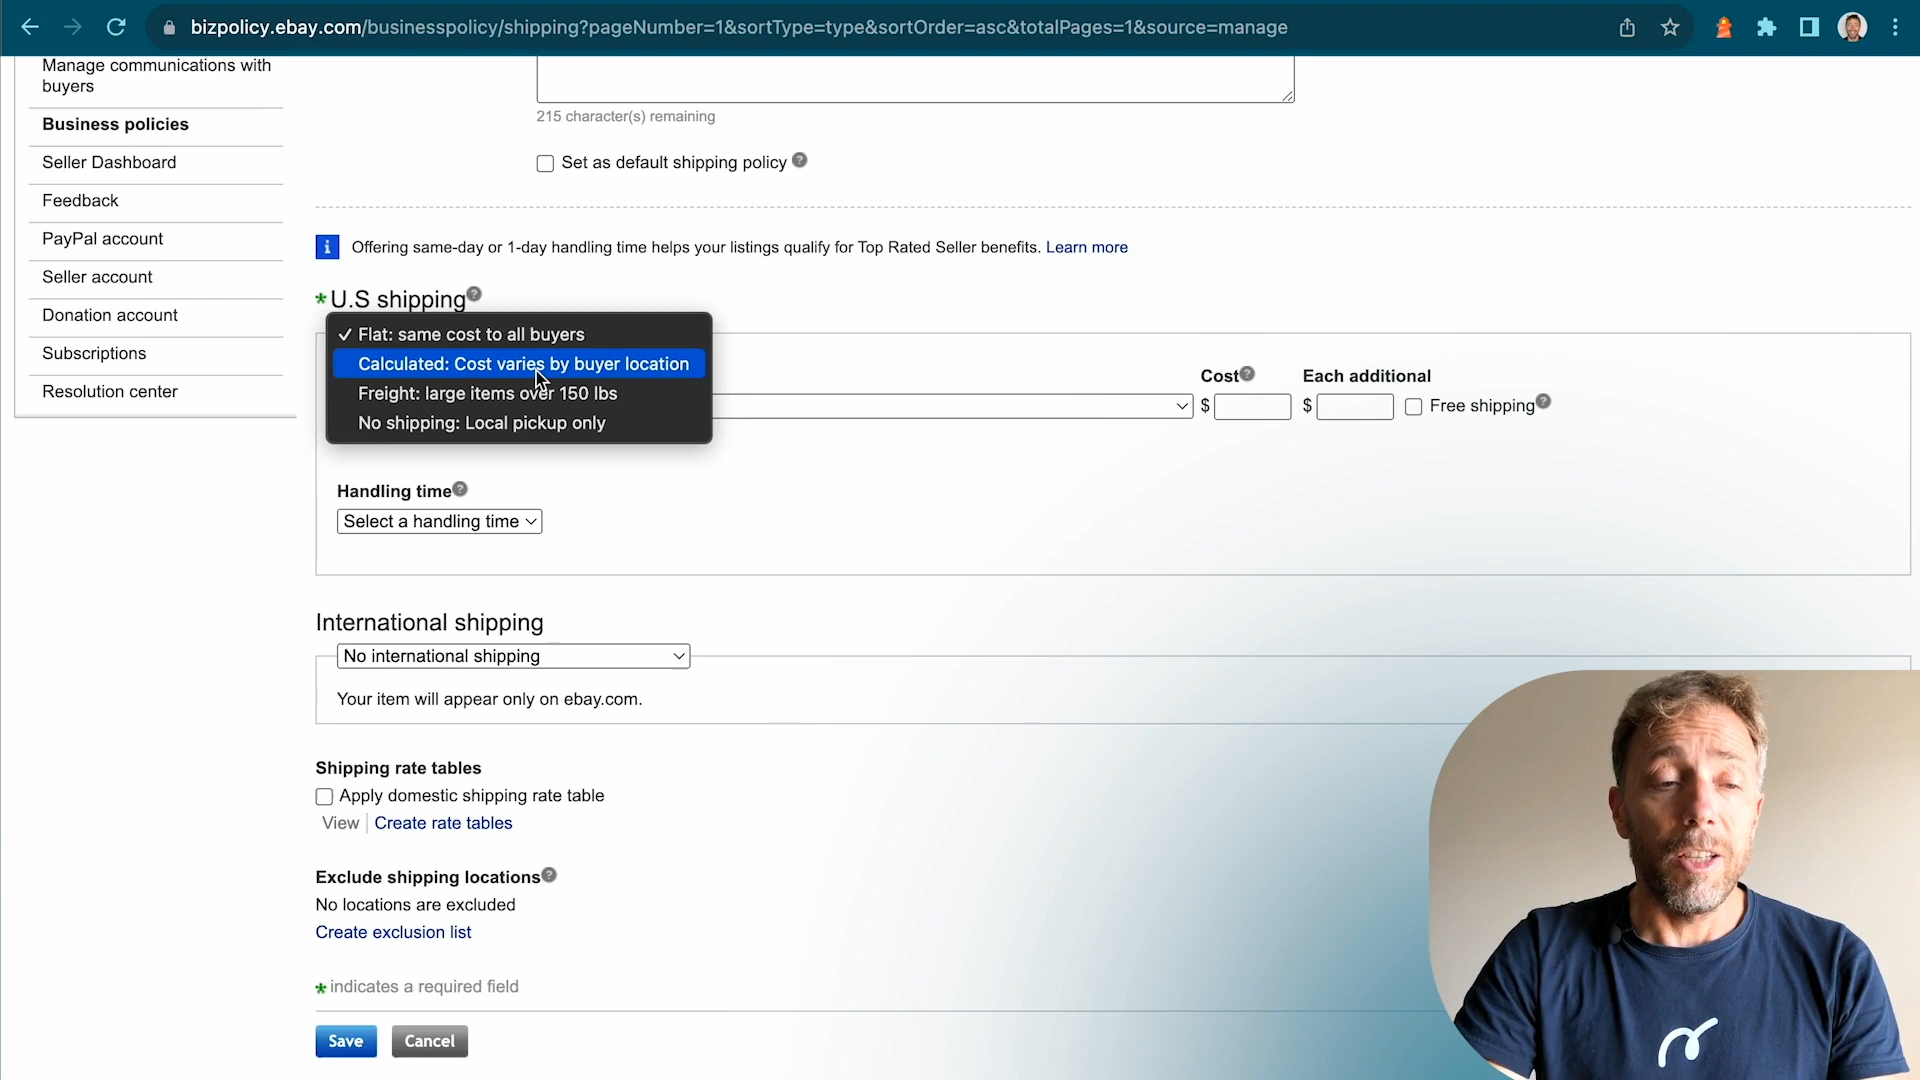 bizpolicy.ebay.com/businesspolicy/shipping?pageNumber=1&sortType=type&sortOrder=asc&totalPages=1&source=manage
Manage communications with
buyers
Business policies
Seller Dashboard
Feedback
PayPal account
Seller account
Donation account
Subscriptions
Resolution center
215 character(s) remaining
Set as default shipping policy
Offering same-day or 1-day handling time helps your listings qualify for Top Rated Seller benefits. Learn more
*U.S shipping
✓ Flat: same cost to all buyers
Calculated: Cost varies by buyer location
Freight: large items over 150 lbs
No shipping: Local pickup only
Cost Each additional
$ $ Free shipping
Handling time
Select a handling time
International shipping
No international shipping
Your item will appear only on ebay.com.
Shipping rate tables
Apply domestic shipping rate table
View | Create rate tables
Exclude shipping locations
No locations are excluded
Create exclusion list
* indicates a required field
Save Cancel